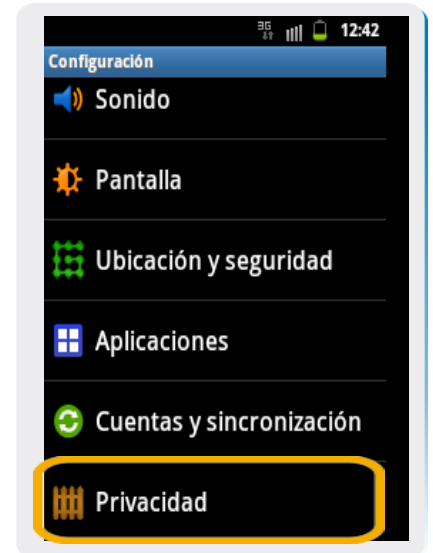 3G 12:42
Configuración
Sonido
Pantalla
Ubicación y seguridad
Aplicaciones
Cuentas y sincronización
Privacidad